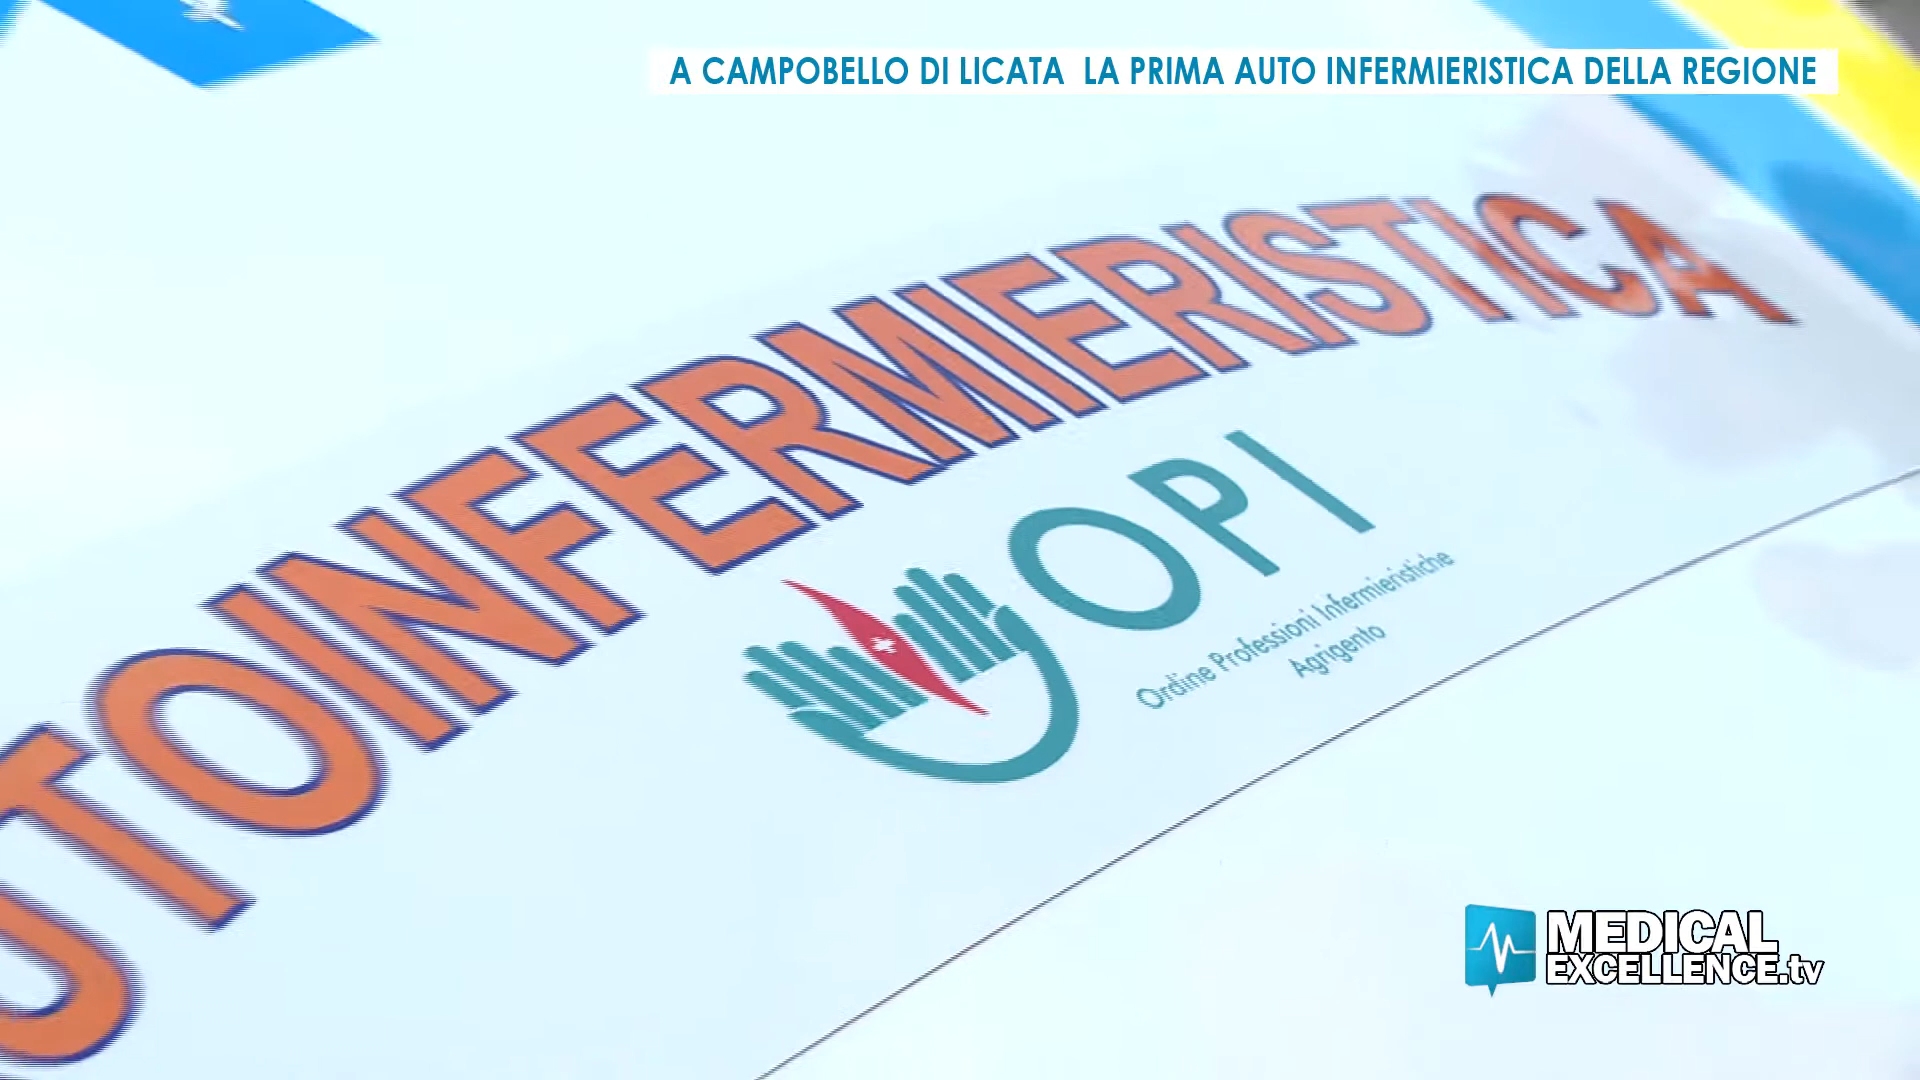 A CAMPOBELLO DI LICATA LA PRIMA AUTO INFERMIERISTICA DELLA REGIONE
UTOINFERMIERISTICA
OPI
Ordine Professioni Infermieristiche
Agrigento
MEDICAL
EXCELLENCE.tv